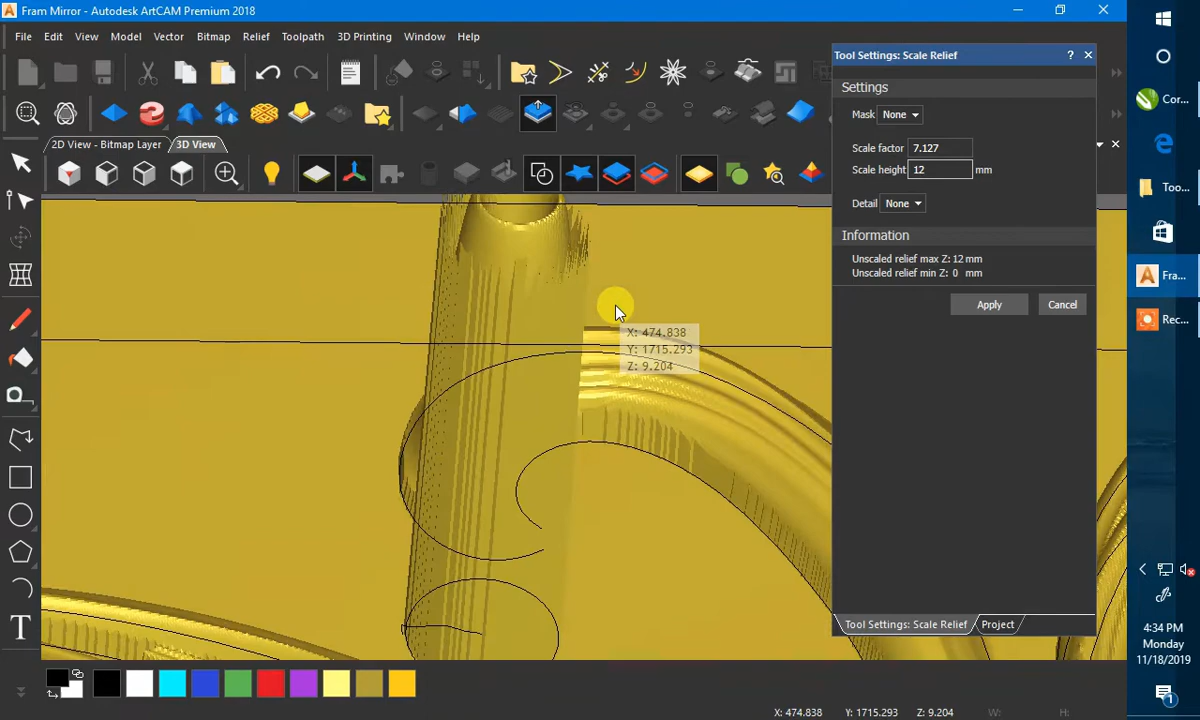 Fram Mirror - Autodesk ArtCAM Premium 2018
File Edit View Model Vector Bitmap Relief Toolpath 3D Printing Window Help
2D View - Bitmap Layer 3D View
Tool Settings: Scale Relief
Settings
Mask None
Scale factor 7.127
Scale height 12 mm
Detail None
Information
Unscaled relief max Z: 12 mm
Unscaled relief min Z: 0 mm
Apply Cancel
X: 474.838
Y: 1715.293
Z: 9.204
Tool Settings: Scale Relief Project
X: 474.838 Y: 1715.293 Z: 9.204 W: H:
Cor...
Too...
Fra...
Rec...
4:34 PM
Monday
11/18/2019
1